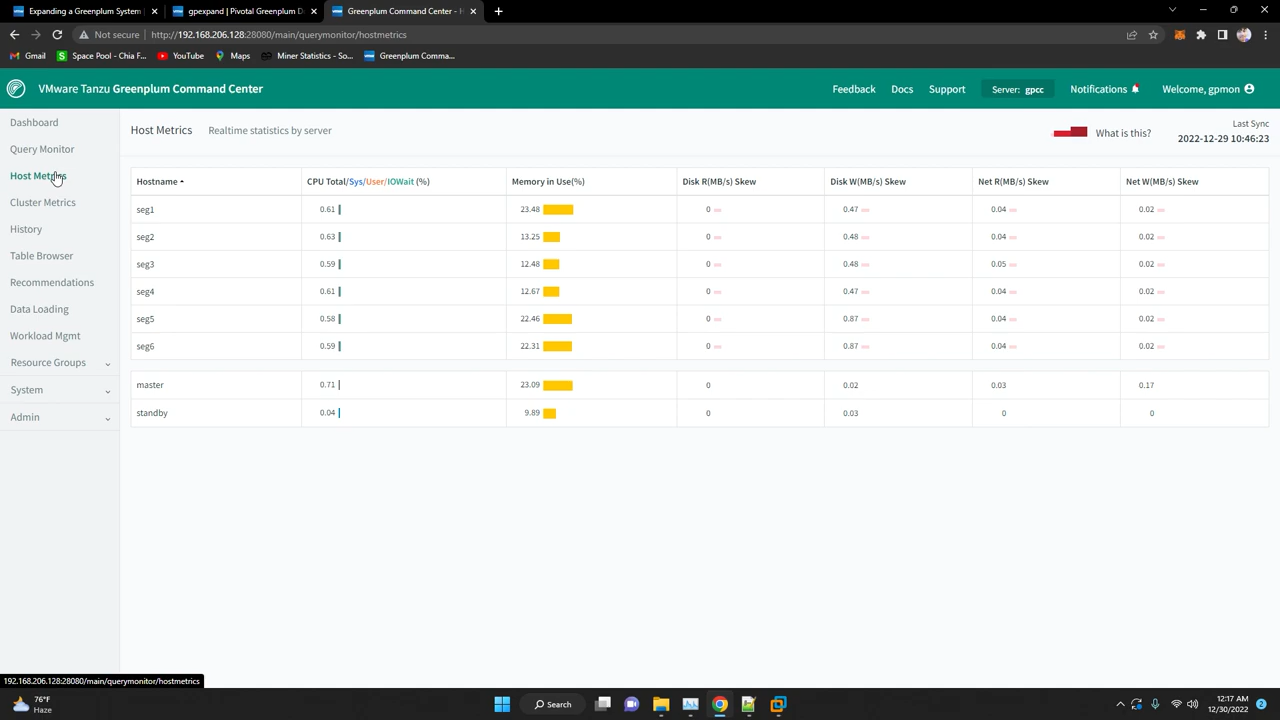 Expanding a Greenplum System
gpexpand | Pivotal Greenplum D
Greenplum Command Center - H
Not secure
http://192.168.206.128:28080/main/querymonitor/hostmetrics
Gmail
Space Pool - Chia F...
YouTube
Maps
Miner Statistics - So...
Greenplum Comma...
VMware Tanzu Greenplum Command Center
Feedback
Docs
Support
Server: gpcc
Notifications
Welcome, gpmon
Dashboard
Query Monitor
Host Metrics
Cluster Metrics
History
Table Browser
Recommendations
Data Loading
Workload Mgmt
Resource Groups
System
Admin
Host Metrics
Realtime statistics by server
What is this?
Last Sync
2022-12-29 10:46:23
Hostname CPU Total/Sys/User/IOWait (%) Memory in Use(%) Disk R(MB/s) Skew Disk W(MB/s) Skew Net R(MB/s) Skew Net W(MB/s) Skew
seg1 0.61 23.48 0 0.47 0.04 0.02
seg2 0.63 13.25 0 0.48 0.04 0.02
seg3 0.59 12.48 0 0.48 0.05 0.02
seg4 0.61 12.67 0 0.47 0.04 0.02
seg5 0.58 22.46 0 0.87 0.04 0.02
seg6 0.59 22.31 0 0.87 0.04 0.02
master 0.71 23.09 0 0.02 0.03 0.17
standby 0.04 9.89 0 0.03 0 0
192.168.206.128:28080/main/querymonitor/hostmetrics
76°F
Haze
Search
12:17 AM
12/30/2022
2